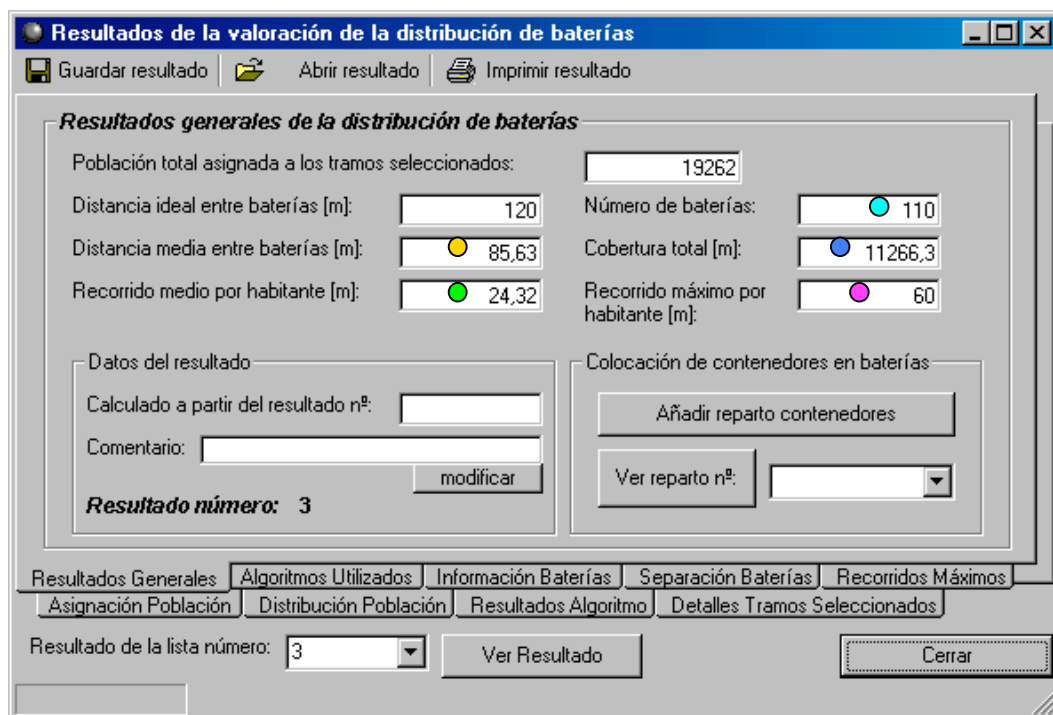 Resultados de la valoración de la distribución de baterías
Guardar resultado Abrir resultado Imprimir resultado
Resultados generales de la distribución de baterías
Población total asignada a los tramos seleccionados: 19262
Distancia ideal entre baterías [m]: 120 Número de baterías: 110
Distancia media entre baterías [m]: 85,63 Cobertura total [m]: 11266,3
Recorrido medio por habitante [m]: 24,32 Recorrido máximo por habitante [m]: 60
Datos del resultado
Calculado a partir del resultado nº:
Comentario:
modificar
Resultado número: 3
Colocación de contenedores en baterías
Añadir reparto contenedores
Ver reparto nº:
Resultados Generales Algoritmos Utilizados Información Baterías Separación Baterías Recorridos Máximos
Asignación Población Distribución Población Resultados Algoritmo Detalles Tramos Seleccionados
Resultado de la lista número: 3 Ver Resultado Cerrar